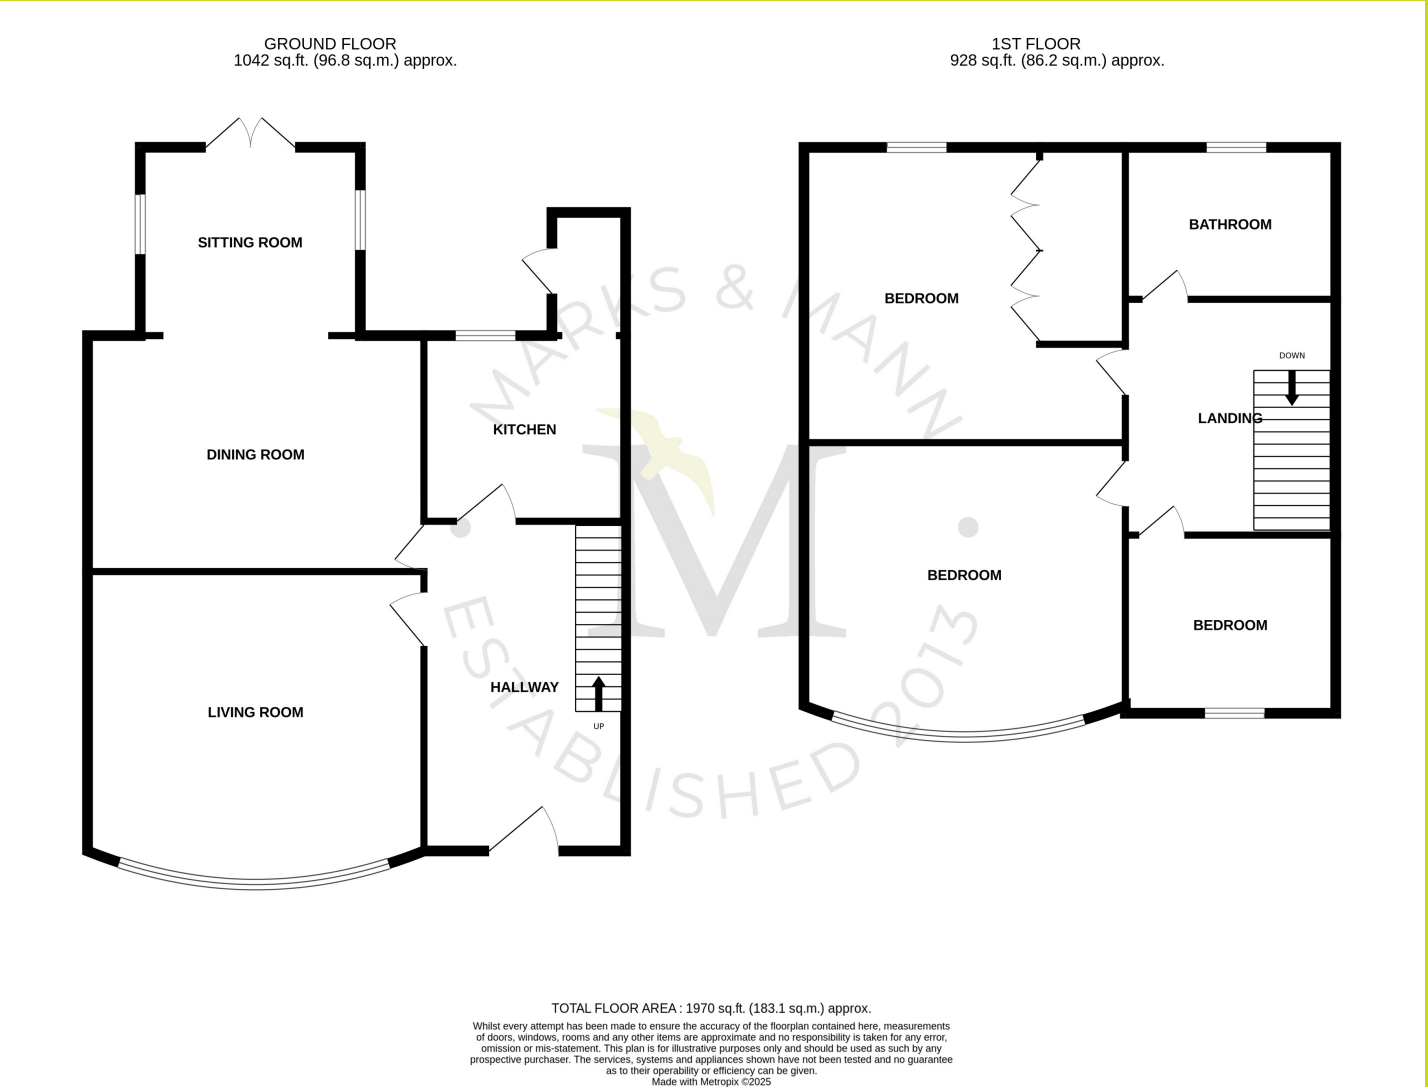 GROUND FLOOR
1042 sq.ft. (96.8 sq.m.) approx.
1ST FLOOR
928 sq.ft. (86.2 sq.m.) approx.
SITTING ROOM
DINING ROOM
KITCHEN
LIVING ROOM
HALLWAY
UP
BEDROOM
BATHROOM
DOWN
LANDING
BEDROOM
BEDROOM
MARKS & MANN
M
ESTABLISHED 2013
TOTAL FLOOR AREA : 1970 sq.ft. (183.1 sq.m.) approx.
Whilst every attempt has been made to ensure the accuracy of the floorplan contained here, measurements
of doors, windows, rooms and any other items are approximate and no responsibility is taken for any error,
omission or mis-statement. This plan is for illustrative purposes only and should be used as such by any
prospective purchaser. The services, systems and appliances shown have not been tested and no guarantee
as to their operability or efficiency can be given.
Made with Metropix ©2025